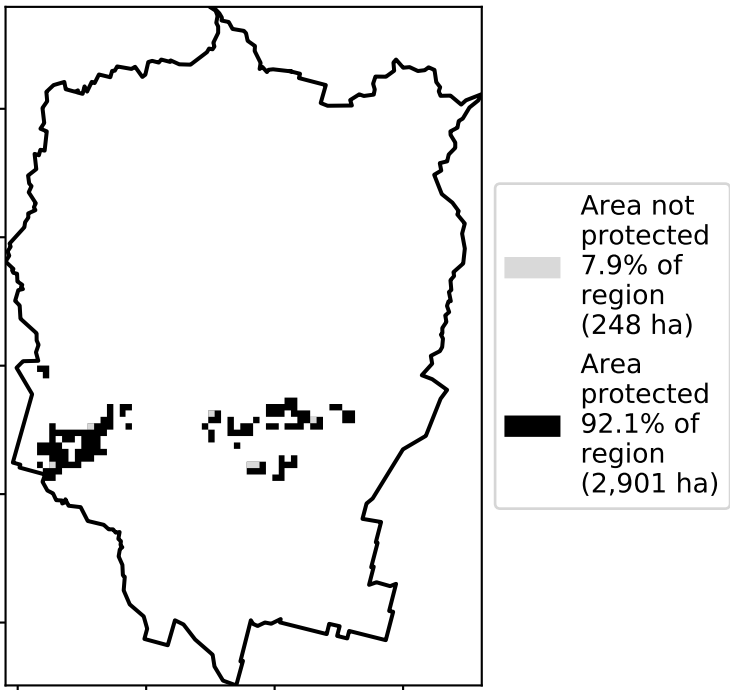 Area not
protected
7.9% of
region
(248 ha)
Area
protected
92.1% of
region
(2,901 ha)